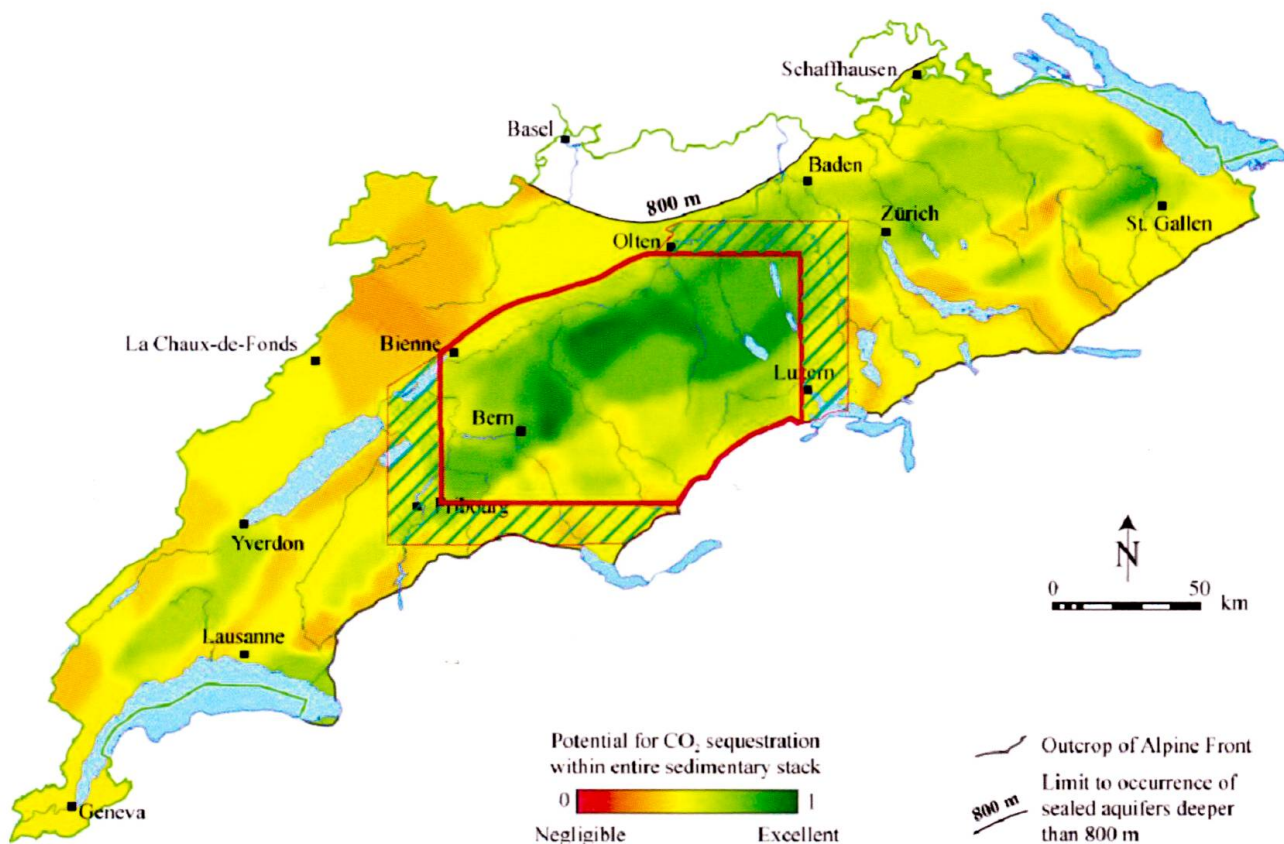 Schaffhausen
Basel
Baden
800 m
Zürich
St. Gallen
Olten
La Chaux-de-Fonds
Bienne
Luzern
Bern
Fribourg
Yverdon
N
0 50
km
Lausanne
Potential for CO₂ sequestration
within entire sedimentary stack
0 1
Negligible Excellent
Outcrop of Alpine Front
800 m
Limit to occurrence of
sealed aquifers deeper
than 800 m
Geneva